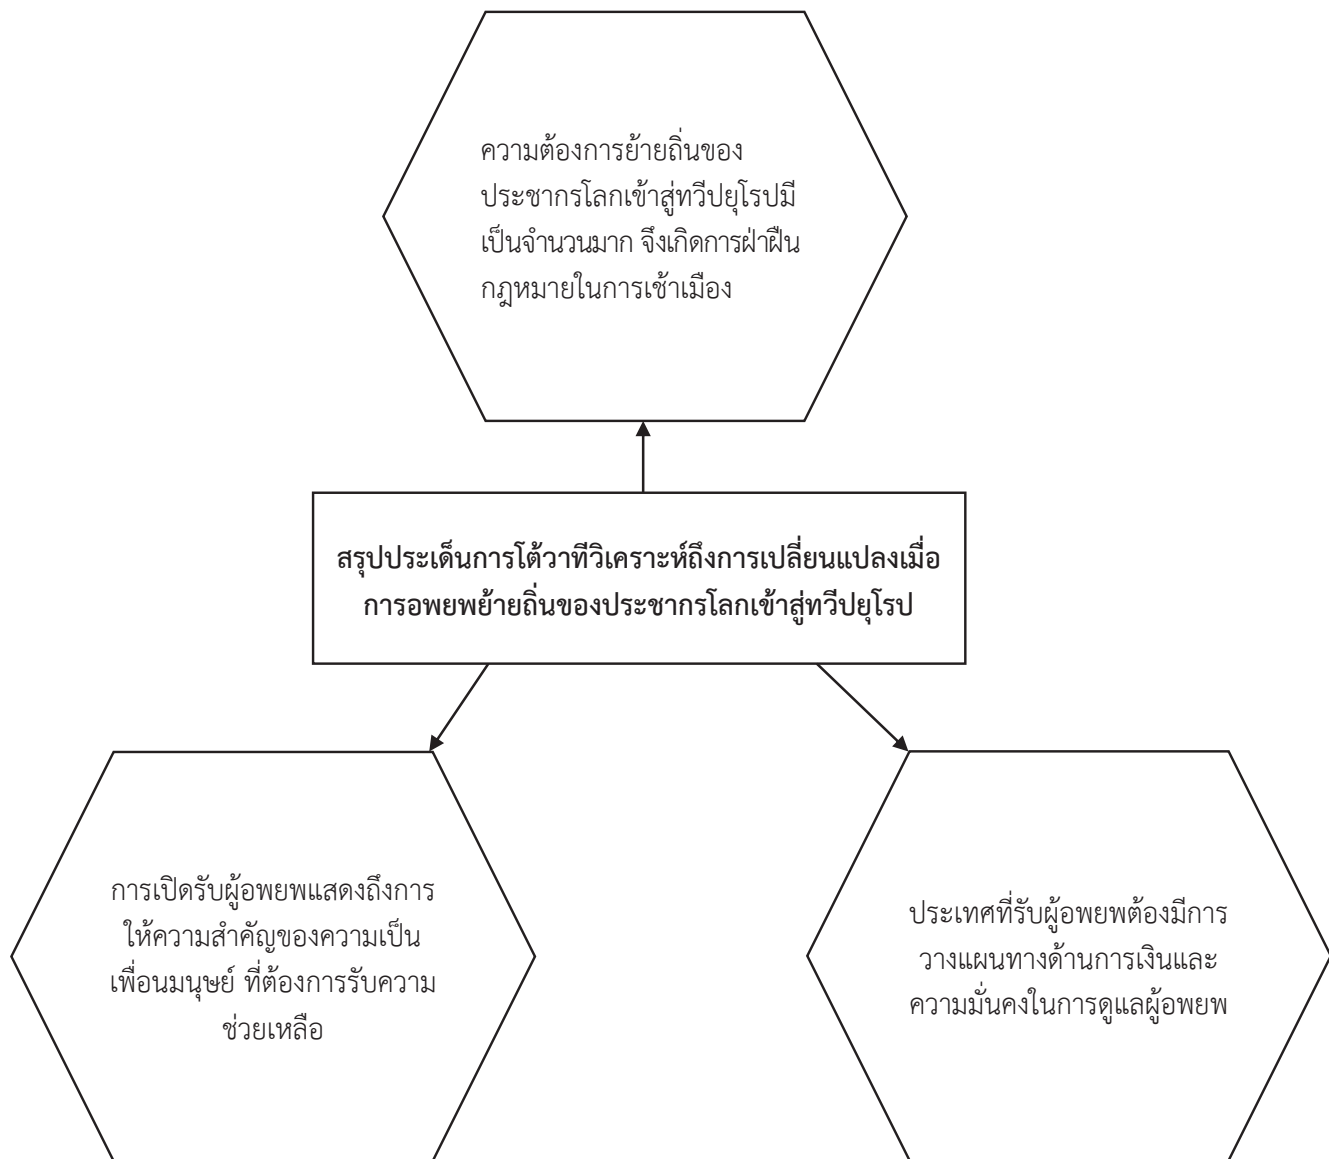 ความต้องการย้ายถิ่นของ
ประชากรโลกเข้าสู่ทวีปยุโรปมี
เป็นจำนวนมาก จึงเกิดการฝ่าฝืน
กฎหมายในการเช้าเมือง
สรุปประเด็นการโต้วาทีวิเคราะห์ถึงการเปลี่ยนแปลงเมื่อ
การอพยพย้ายถิ่นของประชากรโลกเข้าสู่ทวีปยุโรป
การเปิดรับผู้อพยพแสดงถึงการ
ให้ความสำคัญของความเป็น
เพื่อนมนุษย์ ที่ต้องการรับความ
ช่วยเหลือ
ประเทศที่รับผู้อพยพต้องมีการ
วางแผนทางด้านการเงินและ
ความมั่นคงในการดูแลผู้อพยพ